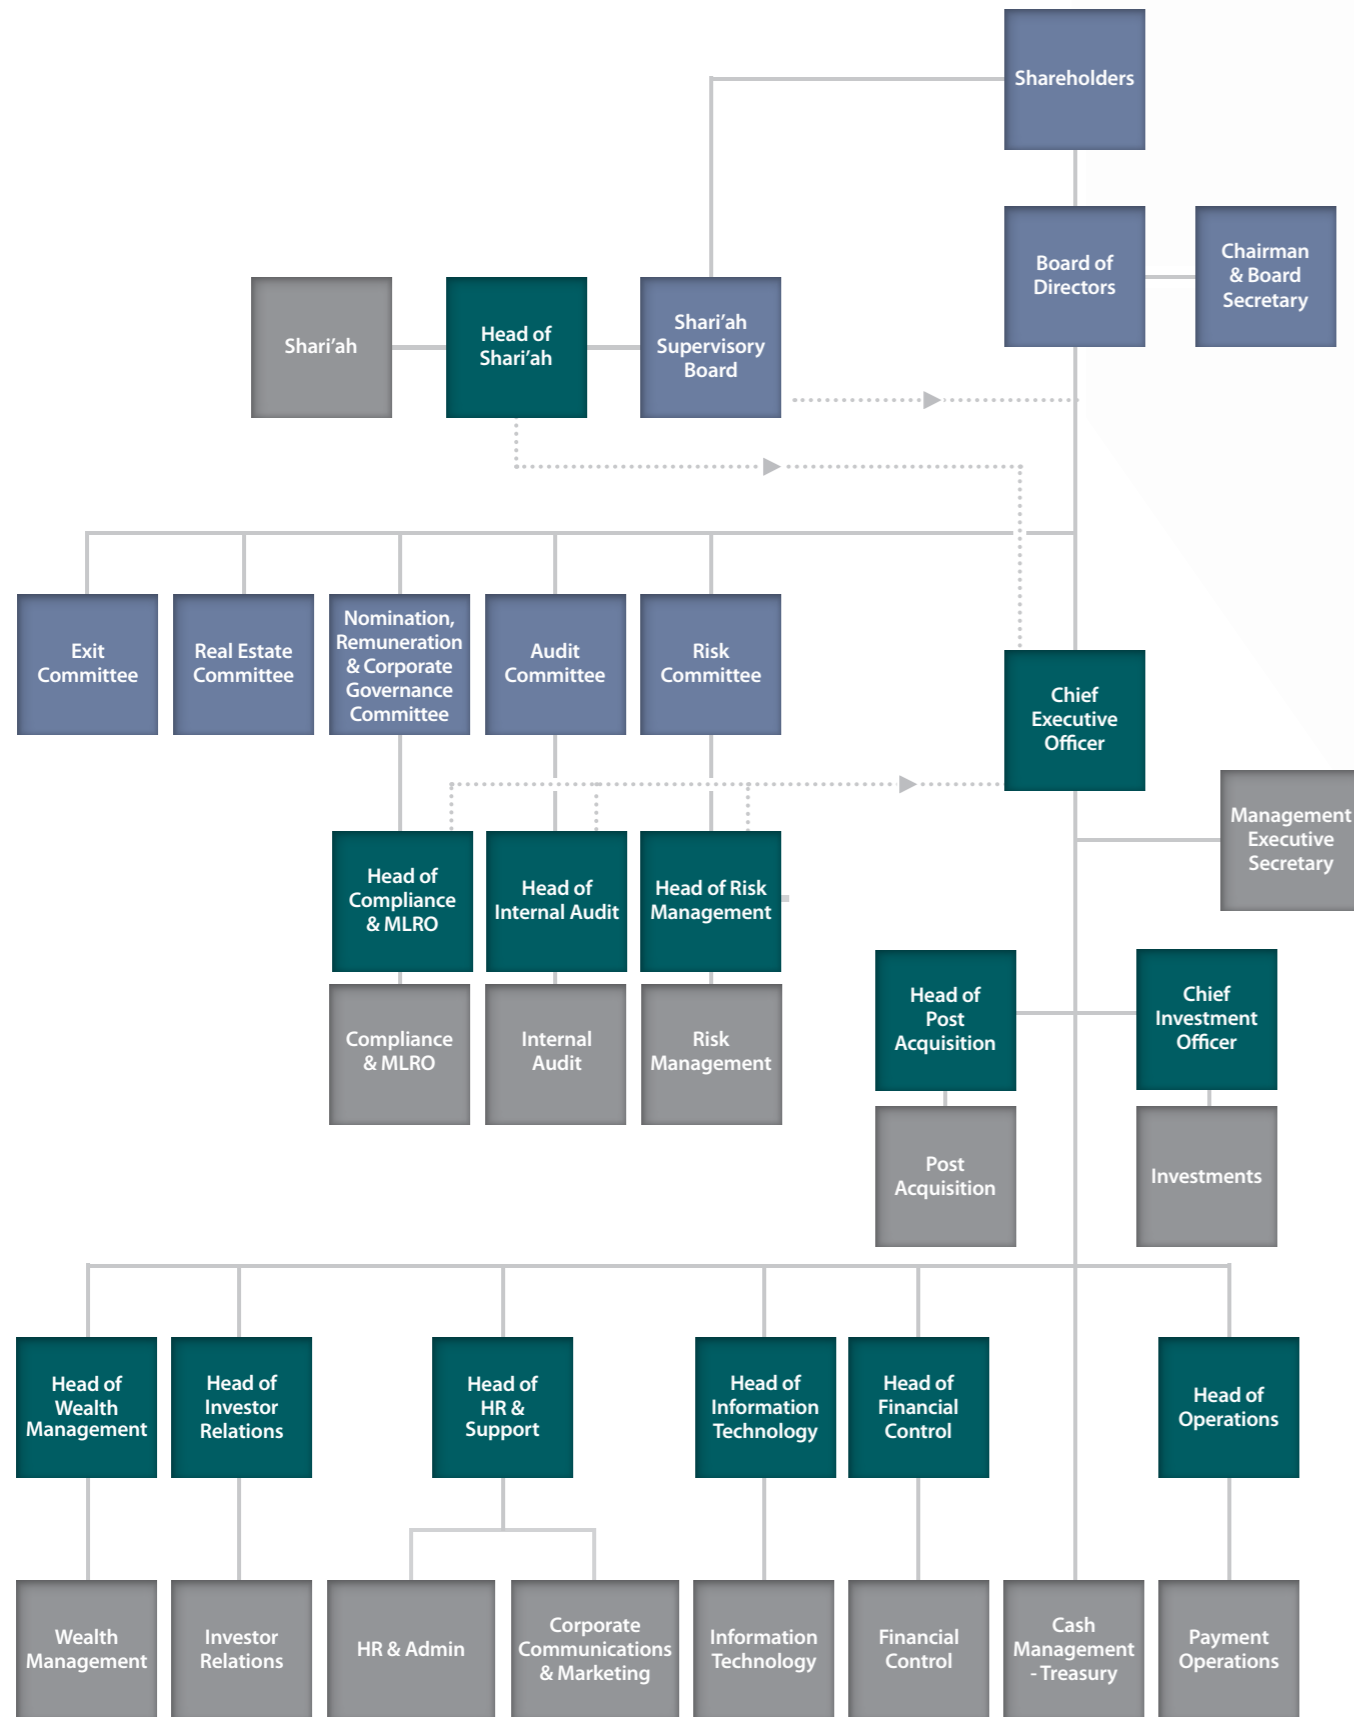 Shareholders
Board of
Directors
Chairman
& Board
Secretary
Shari’ah
Head of
Shari’ah
Shari’ah
Supervisory
Board
Exit
Committee
Real Estate
Committee
Nomination,
Remuneration
& Corporate
Governance
Committee
Audit
Committee
Risk
Committee
Chief
Executive
Officer
Management
Executive
Secretary
Head of
Compliance
& MLRO
Head of
Internal Audit
Head of Risk
Management
Head of
Post
Acquisition
Chief
Investment
Officer
Compliance
& MLRO
Internal
Audit
Risk
Management
Post
Acquisition
Investments
Head of
Wealth
Management
Head of
Investor
Relations
Head of
HR &
Support
Head of
Information
Technology
Head of
Financial
Control
Head of
Operations
Wealth
Management
Investor
Relations
HR & Admin
Corporate
Communications
& Marketing
Information
Technology
Financial
Control
Cash
Management
- Treasury
Payment
Operations